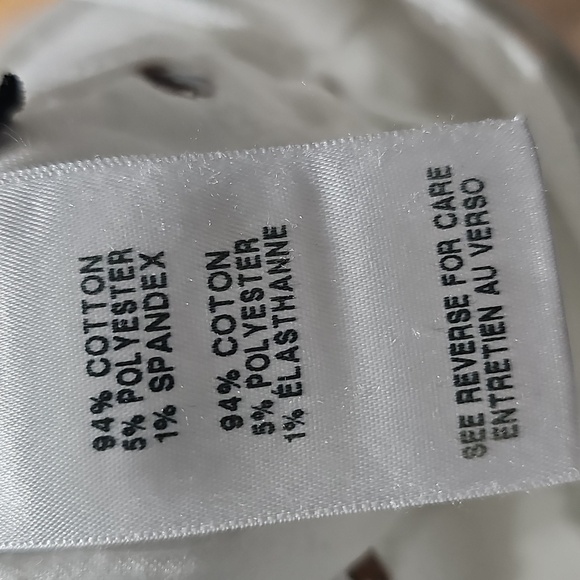 94% COTTON
5% POLYESTER
1% SPANDEX
94% COTON
5% POLYESTER
1% ÉLASTHANNE
SEE REVERSE FOR CARE
ENTRETIEN AU VERSO